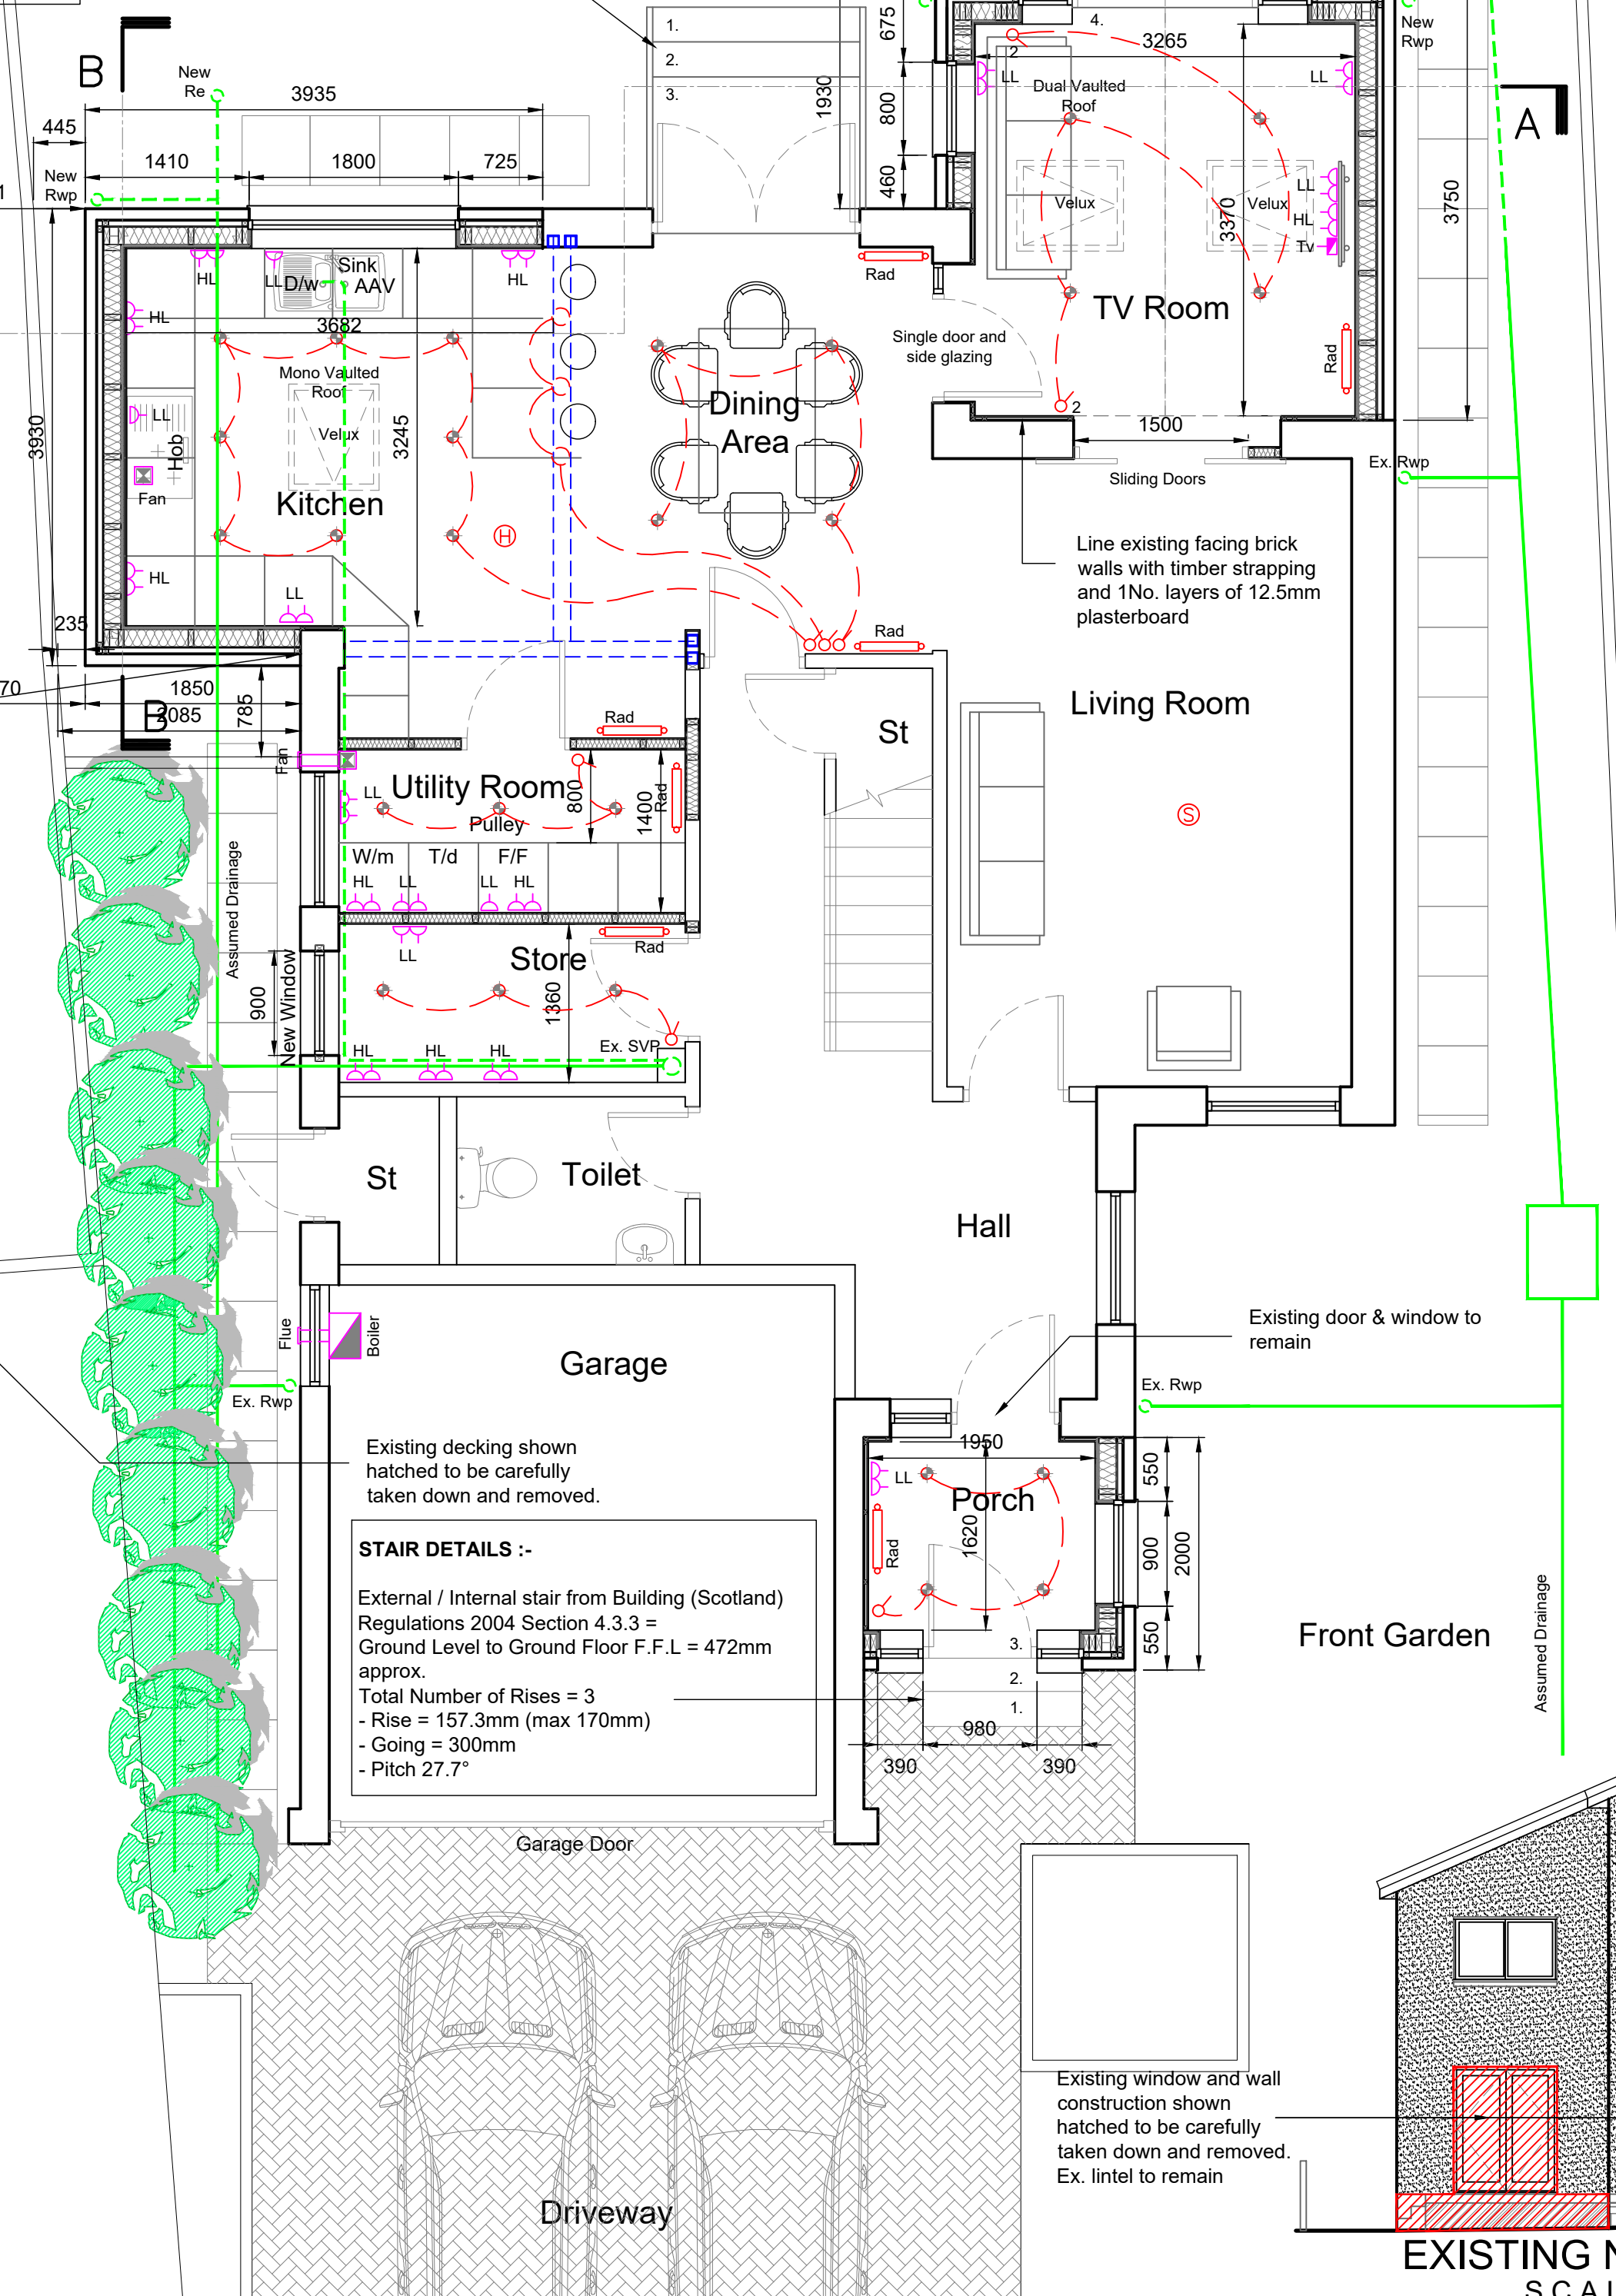 1.
2.
3.
675
4.
New
Rwp
3265
2
B
New
Re
LL
LL
Dual Vaulted
Roof
800
1930
A
3935
445
1410
1800
725
New
Rwp
460
Velux
Velux
LL
HL
Tv
3370
3750
HL
LL
D/w
Sink
AAV
HL
Rad
TV Room
HL
3682
Single door and
side glazing
Rad
Mono Vaulted
Roof
Velux
3930
3245
LL
Hob
Fan
Dining
Area
2
1500
Sliding Doors
Ex. Rwp
Kitchen
H
Line existing facing brick
walls with timber strapping
and 1No. layers of 12.5mm
plasterboard
HL
LL
235
Rad
70
1850
2085
785
B
Living Room
St
Rad
Fan
Utility Room
LL
Pulley
800
1400
Rad
S
W/m
T/d
F/F
HL
LL
LL
HL
Assumed Drainage
LL
Store
Rad
900
New Window
1360
HL
HL
HL
Ex. SVP
St
Toilet
Hall
Flue
Boiler
Garage
Existing door & window to
remain
Ex. Rwp
Ex. Rwp
Existing decking shown
hatched to be carefully
taken down and removed.
1950
LL
Porch
Rad
1620
550
900
2000
550
STAIR DETAILS :-
External / Internal stair from Building (Scotland)
Regulations 2004 Section 4.3.3 =
Ground Level to Ground Floor F.F.L = 472mm
approx.
Total Number of Rises = 3
- Rise = 157.3mm (max 170mm)
- Going = 300mm
- Pitch 27.7°
3.
2.
1.
980
390
390
Front Garden
Assumed Drainage
Garage Door
Existing window and wall
construction shown
hatched to be carefully
taken down and removed.
Ex. lintel to remain
Driveway
EXISTING